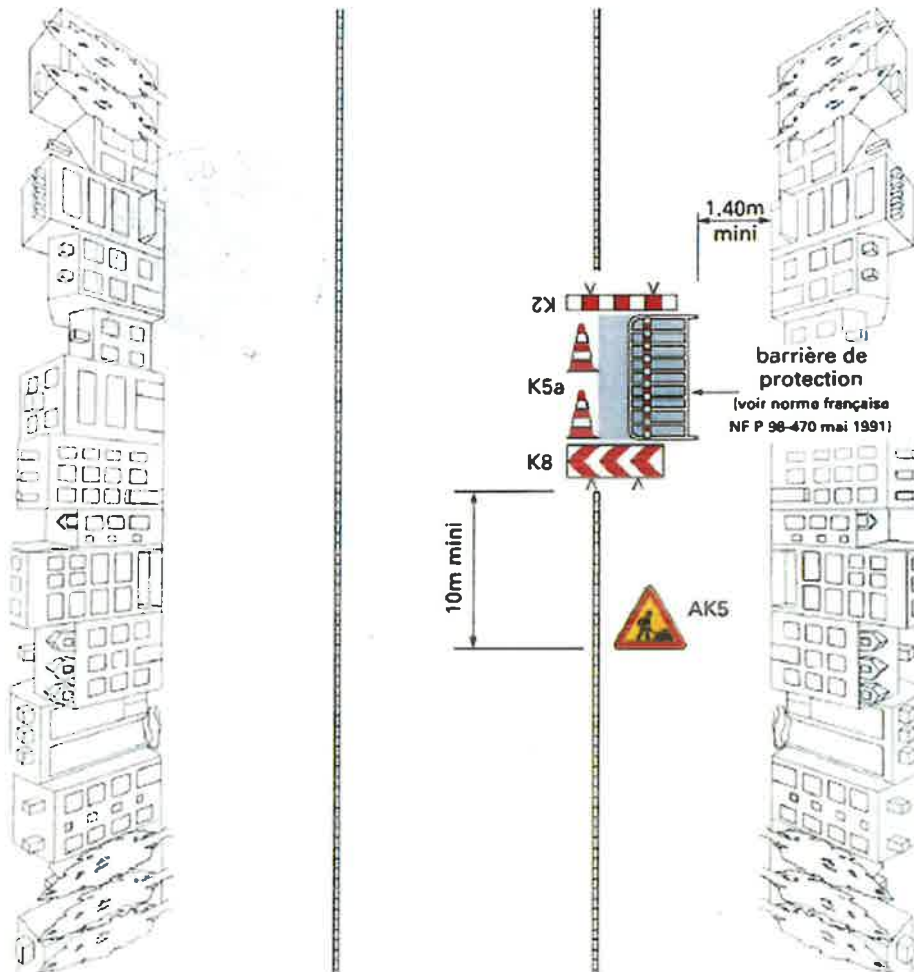 1.40m
mini
K2
K5a
barrière de
protection
(voir norme française
NF P 98-470 mai 1991)
K8
10m mini
AK5